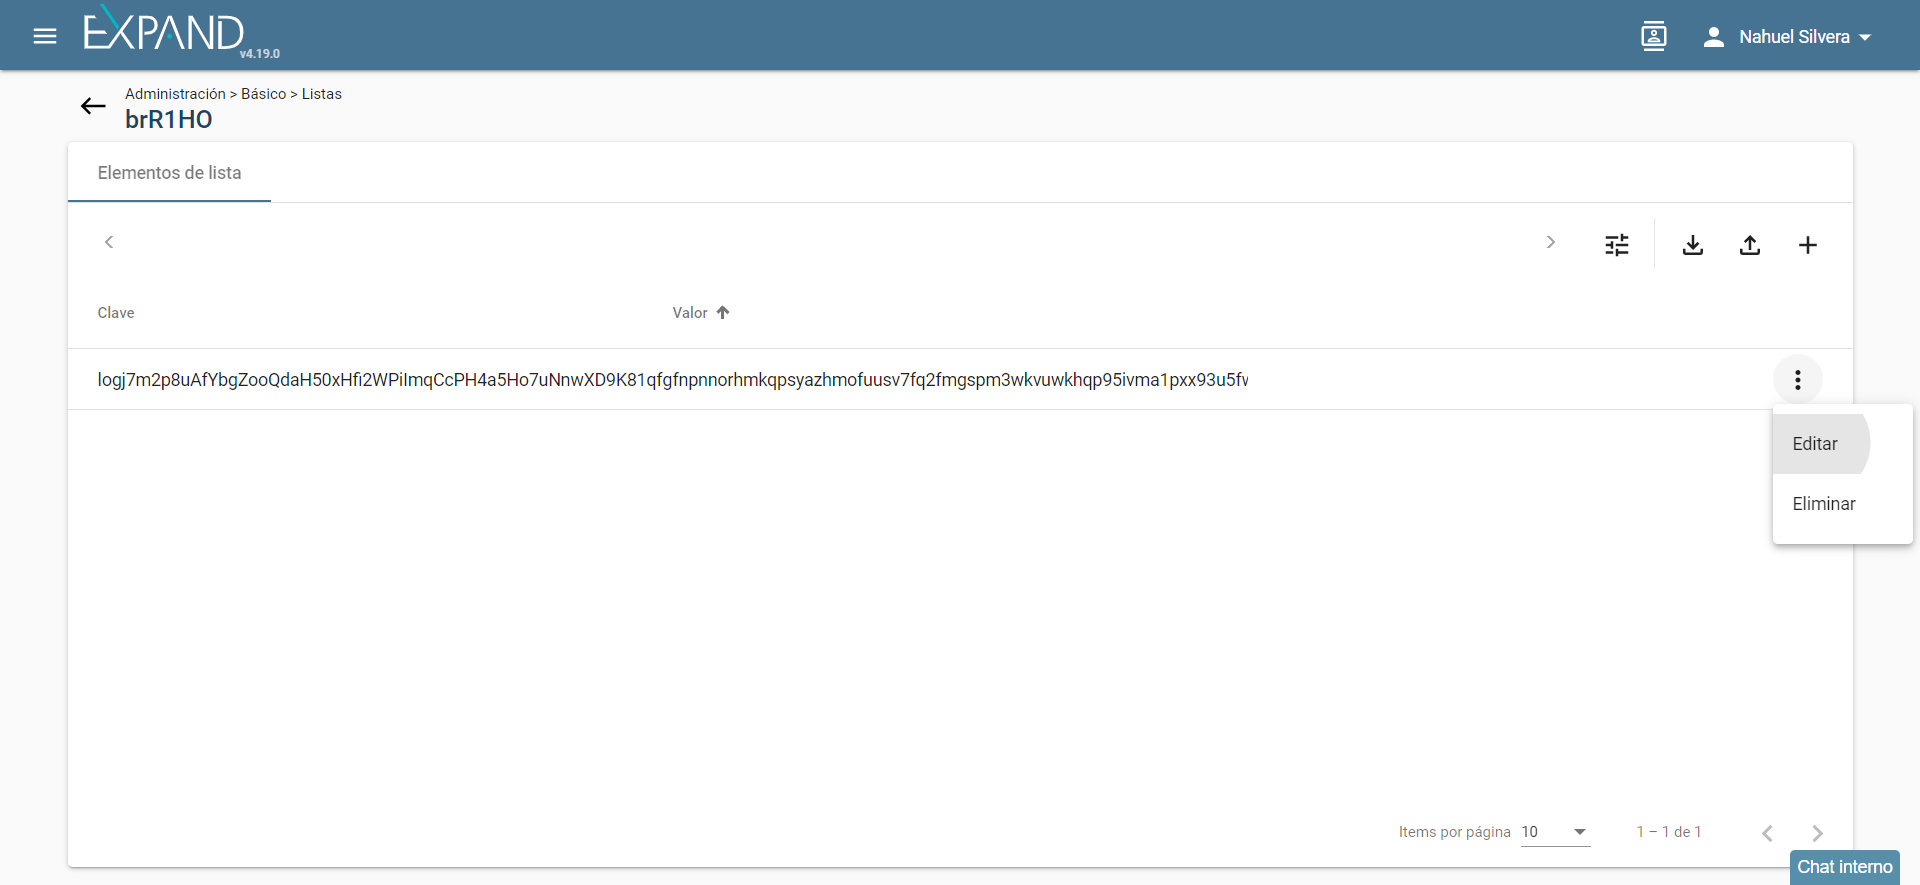 EXPAND
v4.19.0
Nahuel Silvera
Administración > Básico > Listas
brR1HO
Elementos de lista
Clave
Valor
logj7m2p8uAfYbgZooQdaH50xHfi2WPiImqCcPH4a5Ho7uNnwXD9K81qfgfnpnnorhmkqpsyazhmofuusv7fq2fmgspm3wkvuwkhqp95ivma1pxx93u5fv
Editar
Eliminar
Items por página 10
1 – 1 de 1
Chat interno